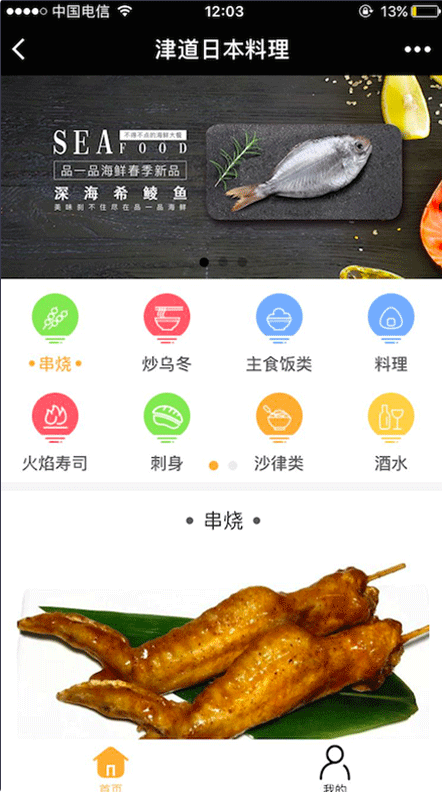 中国电信
12:03
13%
津道日本料理
SEAFOOD
不得不点的海鲜大餐
品一品海鲜春季新品
深海希鲮鱼
美味刻不住尽在品一品海鲜
串烧
炒乌冬
主食饭类
料理
火焰寿司
刺身
沙律类
酒水
串烧
首页
我的